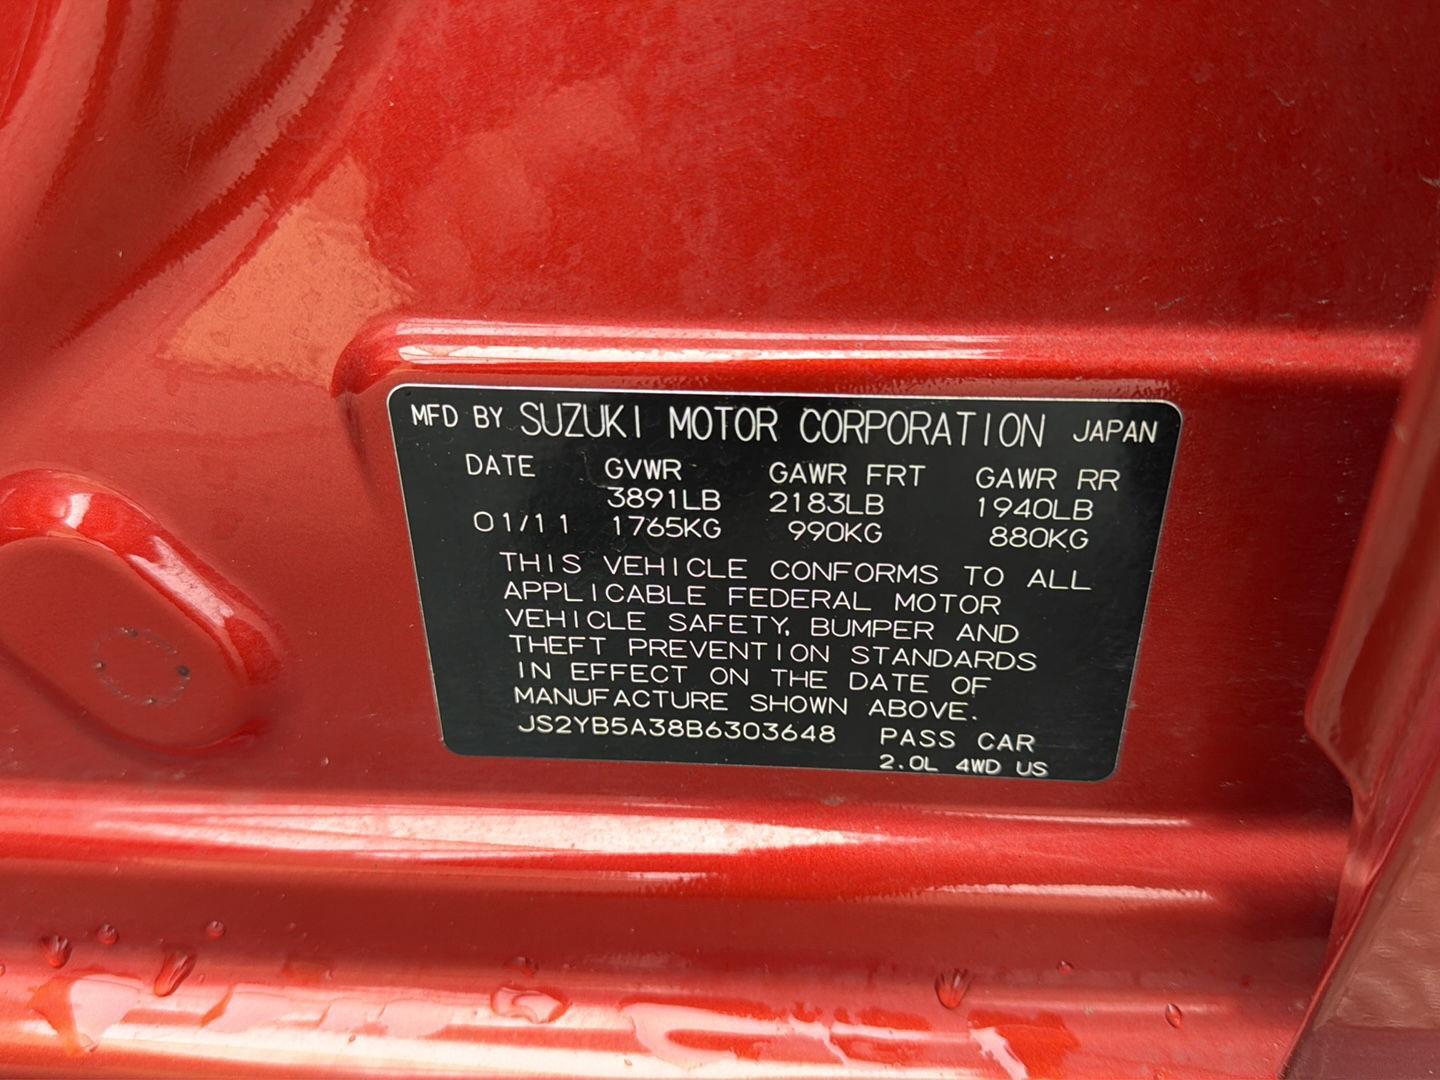 MFD BY SUZUKI MOTOR CORPORATION JAPAN
DATE GVWR GAWR FRT GAWR RR
3891LB 2183LB 1940LB
01/11 1765KG 990KG 880KG
THIS VEHICLE CONFORMS TO ALL
APPLICABLE FEDERAL MOTOR
VEHICLE SAFETY, BUMPER AND
THEFT PREVENTION STANDARDS
IN EFFECT ON THE DATE OF
MANUFACTURE SHOWN ABOVE.
JS2YB5A38B6303648 PASS CAR
2.0L 4WD US